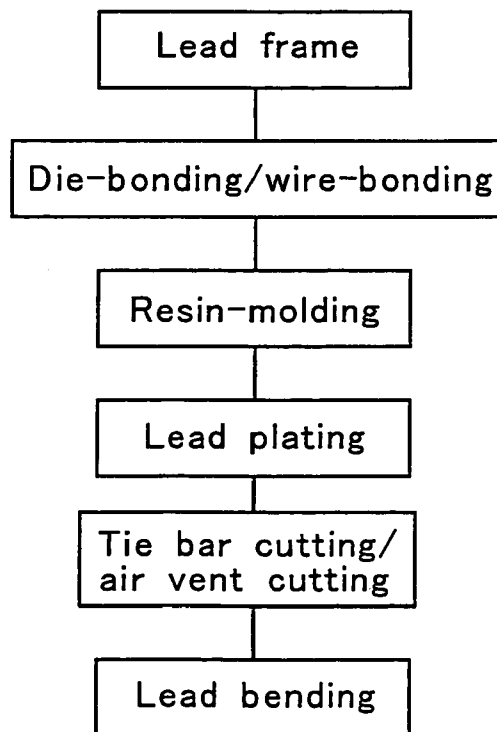 Lead frame
Die-bonding/wire-bonding
Resin-molding
Lead plating
Tie bar cutting/
air vent cutting
Lead bending